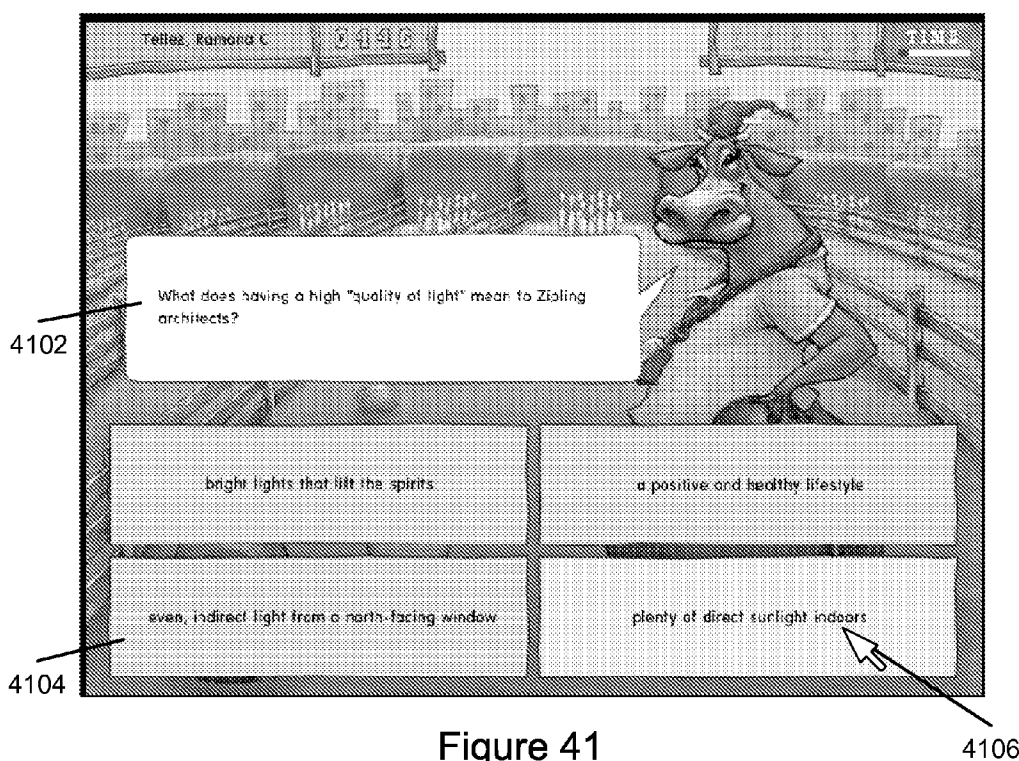 Tellez, Ramona C
TIME
What does having a high "quality of light" mean to Zibling
architects?
4102
bright lights that lift the spirits
a positive and healthy lifestyle
even, indirect light from a north-facing window
plenty of direct sunlight indoors
4104
4106
Figure 41